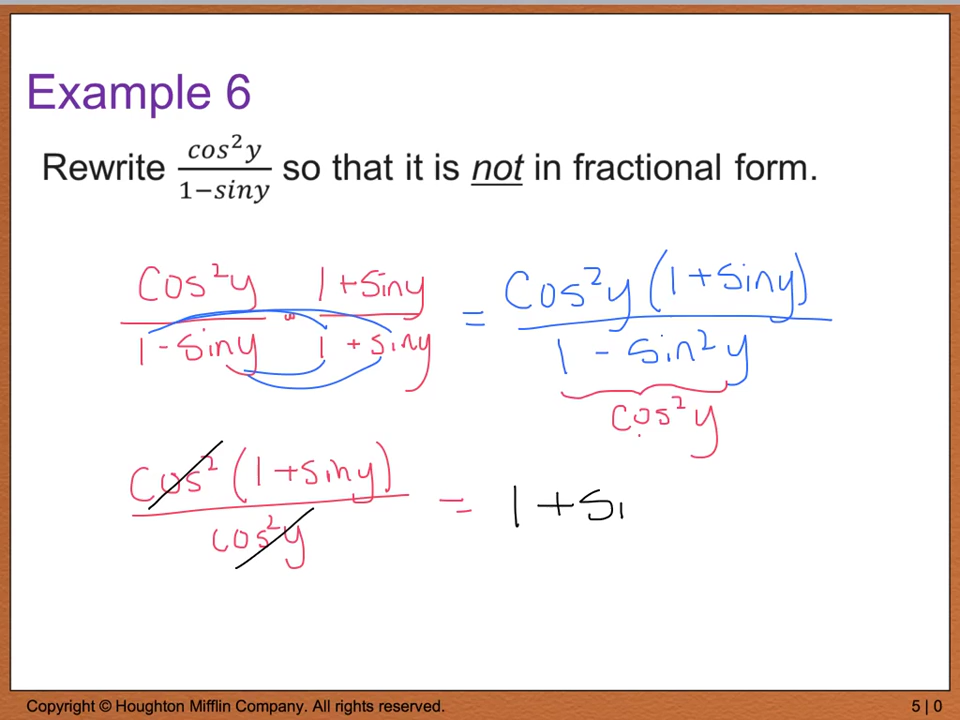 Example 6
Rewrite cos²y / 1−siny so that it is not in fractional form.
Cos²y / 1 - Siny · 1 + Siny / 1 + siny = Cos²y (1 + Siny) / 1 - Sin²y
cos²y
Cos² (1 + Siny) / cos²y = 1 + Si
Copyright © Houghton Mifflin Company. All rights reserved. 5 | 0